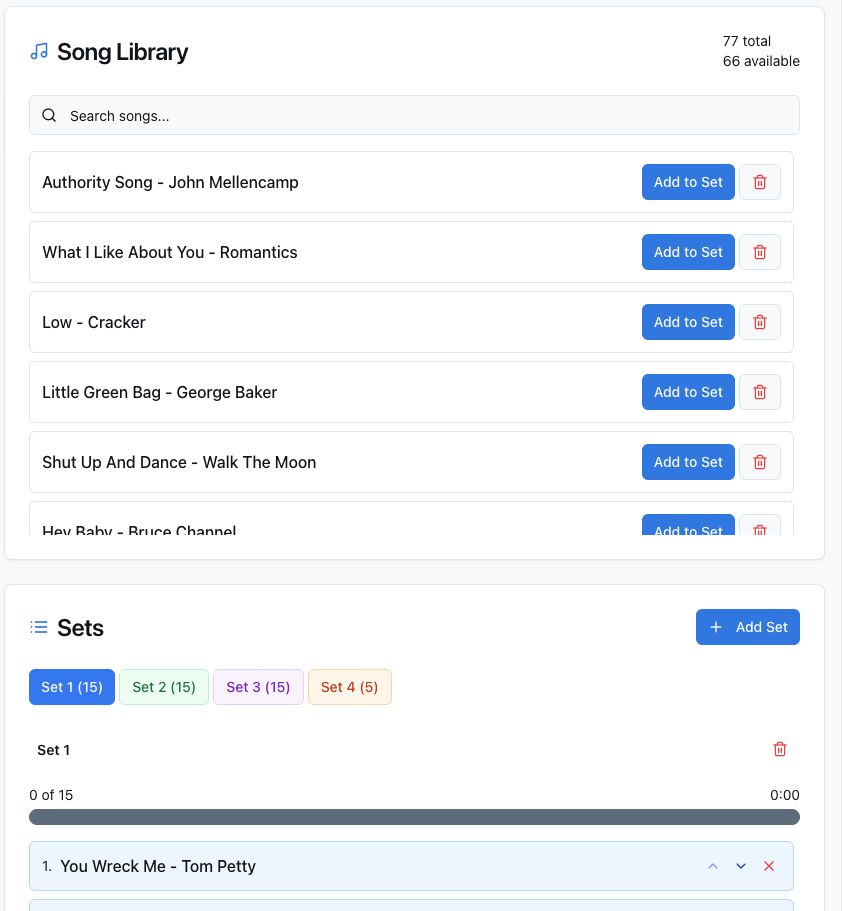 Song Library
77 total
66 available
Search songs...
Authority Song - John Mellencamp Add to Set
What I Like About You - Romantics Add to Set
Low - Cracker Add to Set
Little Green Bag - George Baker Add to Set
Shut Up And Dance - Walk The Moon Add to Set
Hey Baby - Bruce Channel Add to Set
Sets
Add Set
Set 1 (15) Set 2 (15) Set 3 (15) Set 4 (5)
Set 1
0 of 15 0:00
1. You Wreck Me - Tom Petty